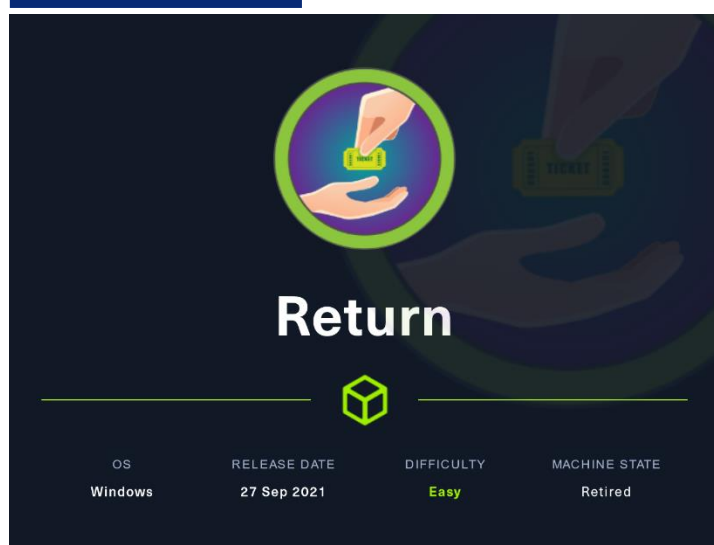 TICKET
TICKET
Return
OS RELEASE DATE DIFFICULTY MACHINE STATE
Windows 27 Sep 2021 Easy Retired